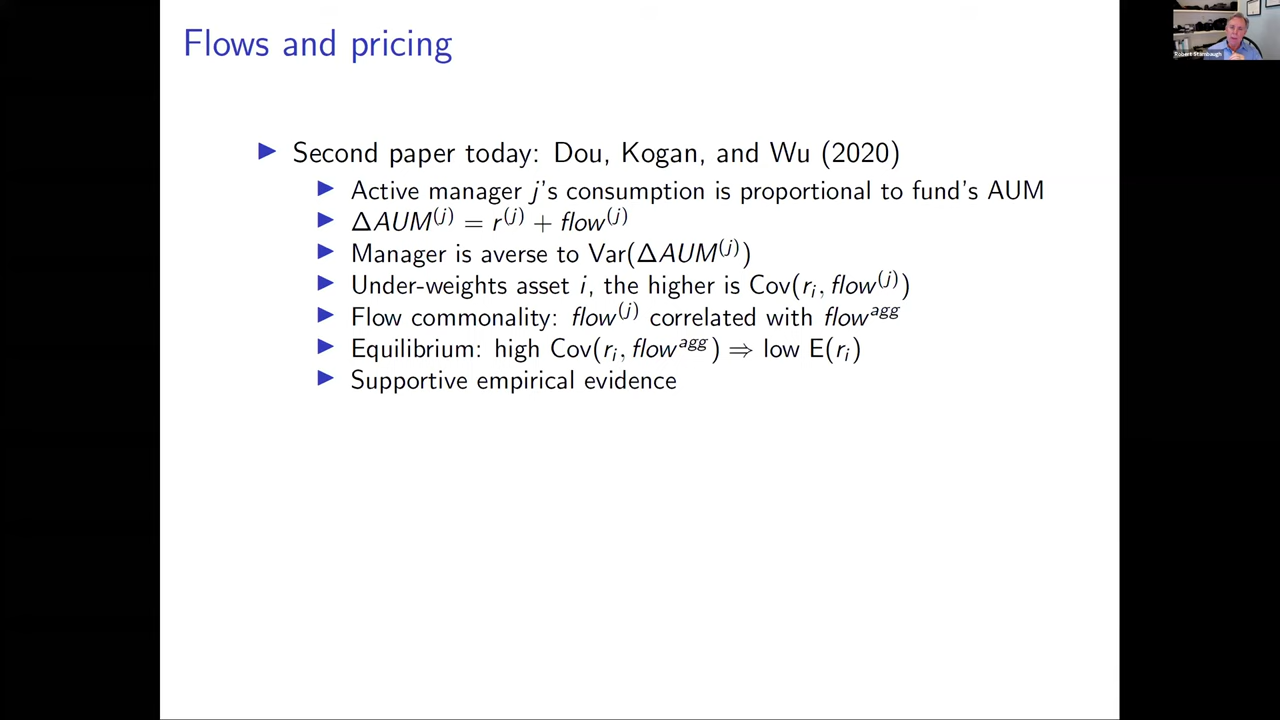 Flows and pricing
Robert Stambaugh
▶ Second paper today: Dou, Kogan, and Wu (2020)
▶ Active manager j's consumption is proportional to fund's AUM
▶ ΔAUM^(j) = r^(j) + flow^(j)
▶ Manager is averse to Var(ΔAUM^(j))
▶ Under-weights asset i, the higher is Cov(r_i, flow^(j))
▶ Flow commonality: flow^(j) correlated with flow^agg
▶ Equilibrium: high Cov(r_i, flow^agg) ⇒ low E(r_i)
▶ Supportive empirical evidence